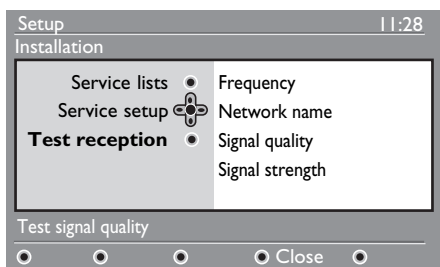 Setup 11:28
Installation
Service lists Frequency
Service setup Network name
Test reception Signal quality
Signal strength
Test signal quality
Close